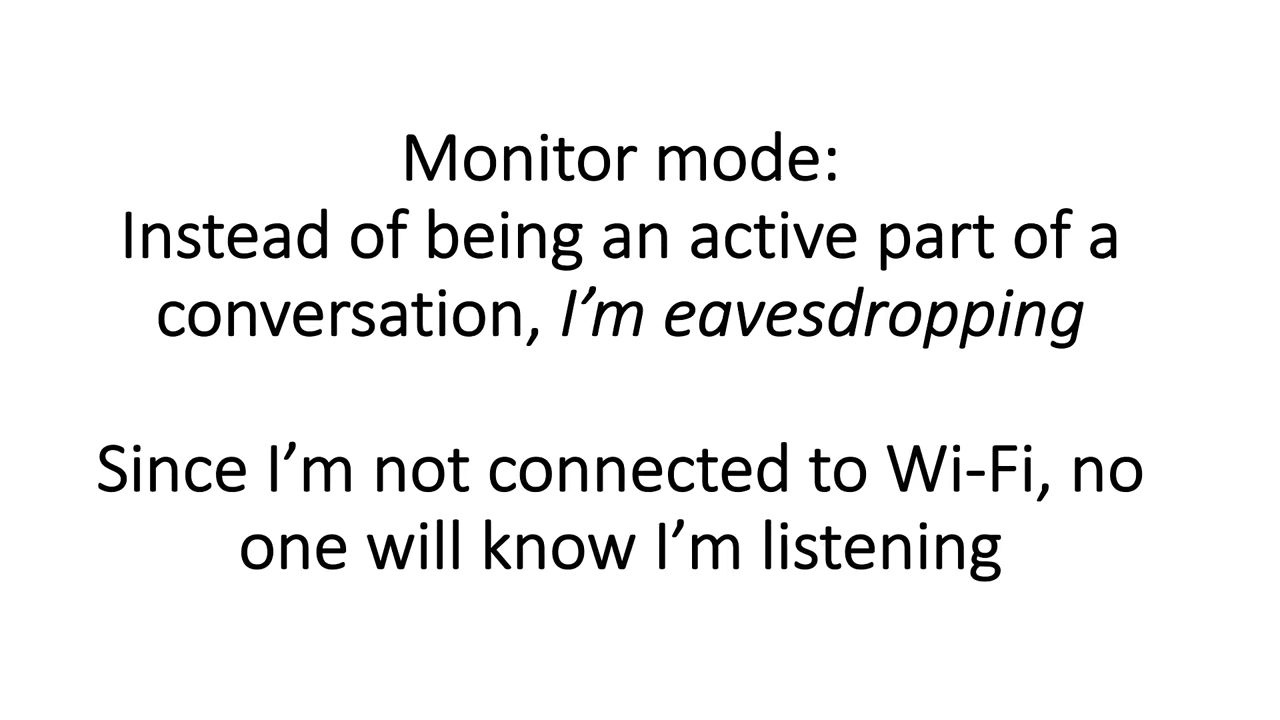 Monitor mode:
Instead of being an active part of a
conversation, I’m eavesdropping
Since I’m not connected to Wi-Fi, no
one will know I’m listening